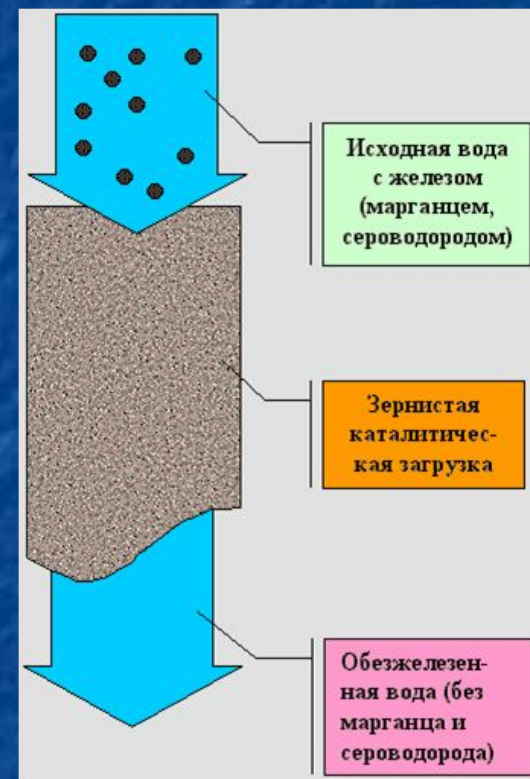 Исходная вода
с железом
(марганцем,
сероводородом)
Зернистая
каталитичес-
кая загрузка
Обезжелезен-
ная вода (без
марганца и
сероводорода)